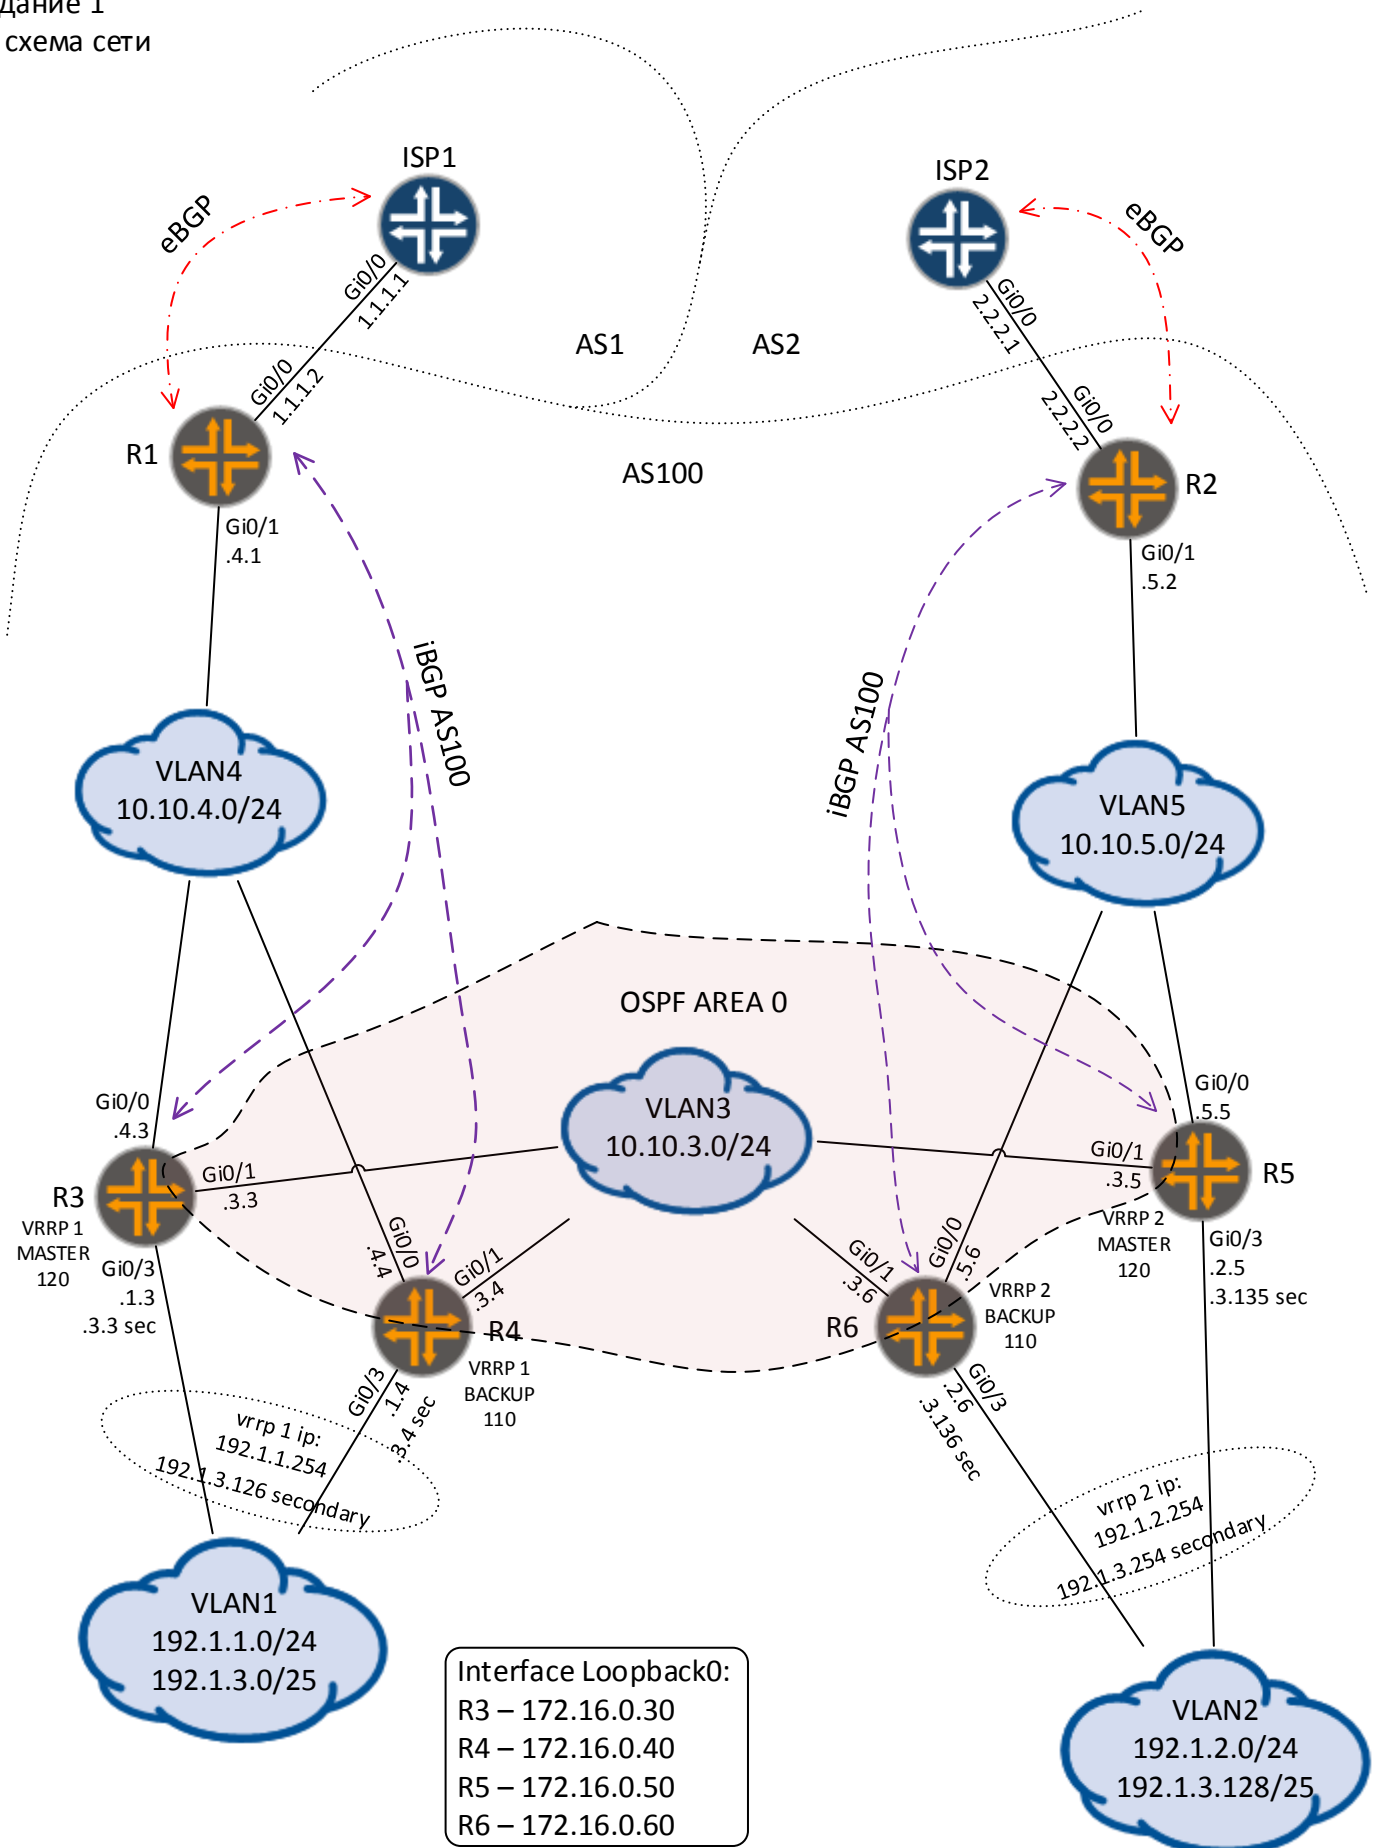 дание 1
схема сети
ISP1
ISP2
eBGP
eBGP
Gi0/0
1.1.1.1
Gi0/0
2.2.2.1
AS1
AS2
Gi0/0
1.1.1.2
Gi0/0
2.2.2.2
R1
AS100
R2
Gi0/1
.4.1
Gi0/1
.5.2
iBGP AS100
iBGP AS100
VLAN4
10.10.4.0/24
VLAN5
10.10.5.0/24
OSPF AREA 0
VLAN3
10.10.3.0/24
Gi0/0
.4.3
Gi0/0
.5.5
R3
VRRP 1
MASTER
120
Gi0/1
.3.3
Gi0/1
.3.5
R5
VRRP 2
MASTER
120
Gi0/3
.1.3
.3.3 sec
Gi0/0
.4.4
Gi0/1
.3.4
R4
VRRP 1
BACKUP
110
Gi0/3
.1.4
.3.4 sec
Gi0/1
.3.6
Gi0/0
.5.6
R6
VRRP 2
BACKUP
110
Gi0/3
.2.6
.3.136 sec
Gi0/3
.2.5
.3.135 sec
vrrp 1 ip:
192.1.1.254
192.1.3.126 secondary
vrrp 2 ip:
192.1.2.254
192.1.3.254 secondary
VLAN1
192.1.1.0/24
192.1.3.0/25
Interface Loopback0:
R3 – 172.16.0.30
R4 – 172.16.0.40
R5 – 172.16.0.50
R6 – 172.16.0.60
VLAN2
192.1.2.0/24
192.1.3.128/25